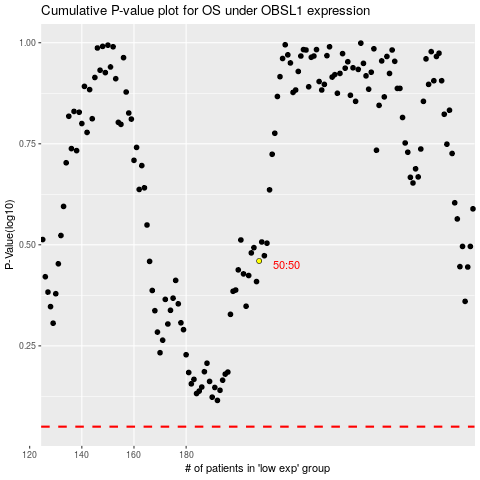 Cumulative P-value plot for OS under OBSL1 expression
P-Value(log10)
1.00
0.75
0.50
0.25
50:50
120 140 160 180
# of patients in 'low exp' group